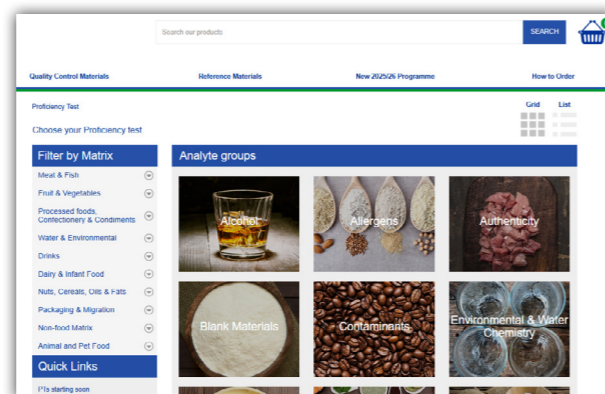 Search our products
SEARCH
Quality Control Materials
Reference Materials
New 2025/26 Programme
How to Order
Proficiency Test
Grid
List
Choose your Proficiency test
Filter by Matrix
Analyte groups
Meat & Fish
Fruit & Vegetables
Processed foods,
Confectionery & Condiments
Water & Environmental
Drinks
Dairy & Infant Food
Nuts, Cereals, Oils & Fats
Packaging & Migration
Non-food Matrix
Animal and Pet Food
Quick Links
PTs starting soon
Alcohol
Allergens
Authenticity
Blank Materials
Contaminants
Environmental & Water
Chemistry